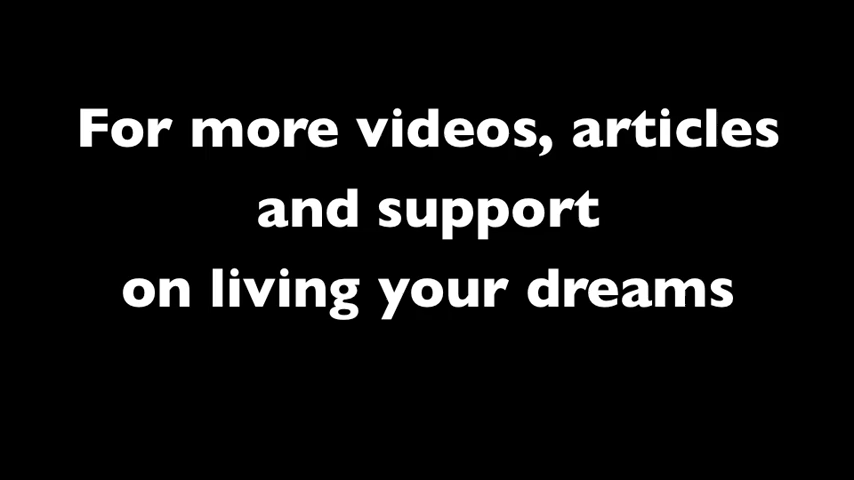 For more videos, articles
and support
on living your dreams